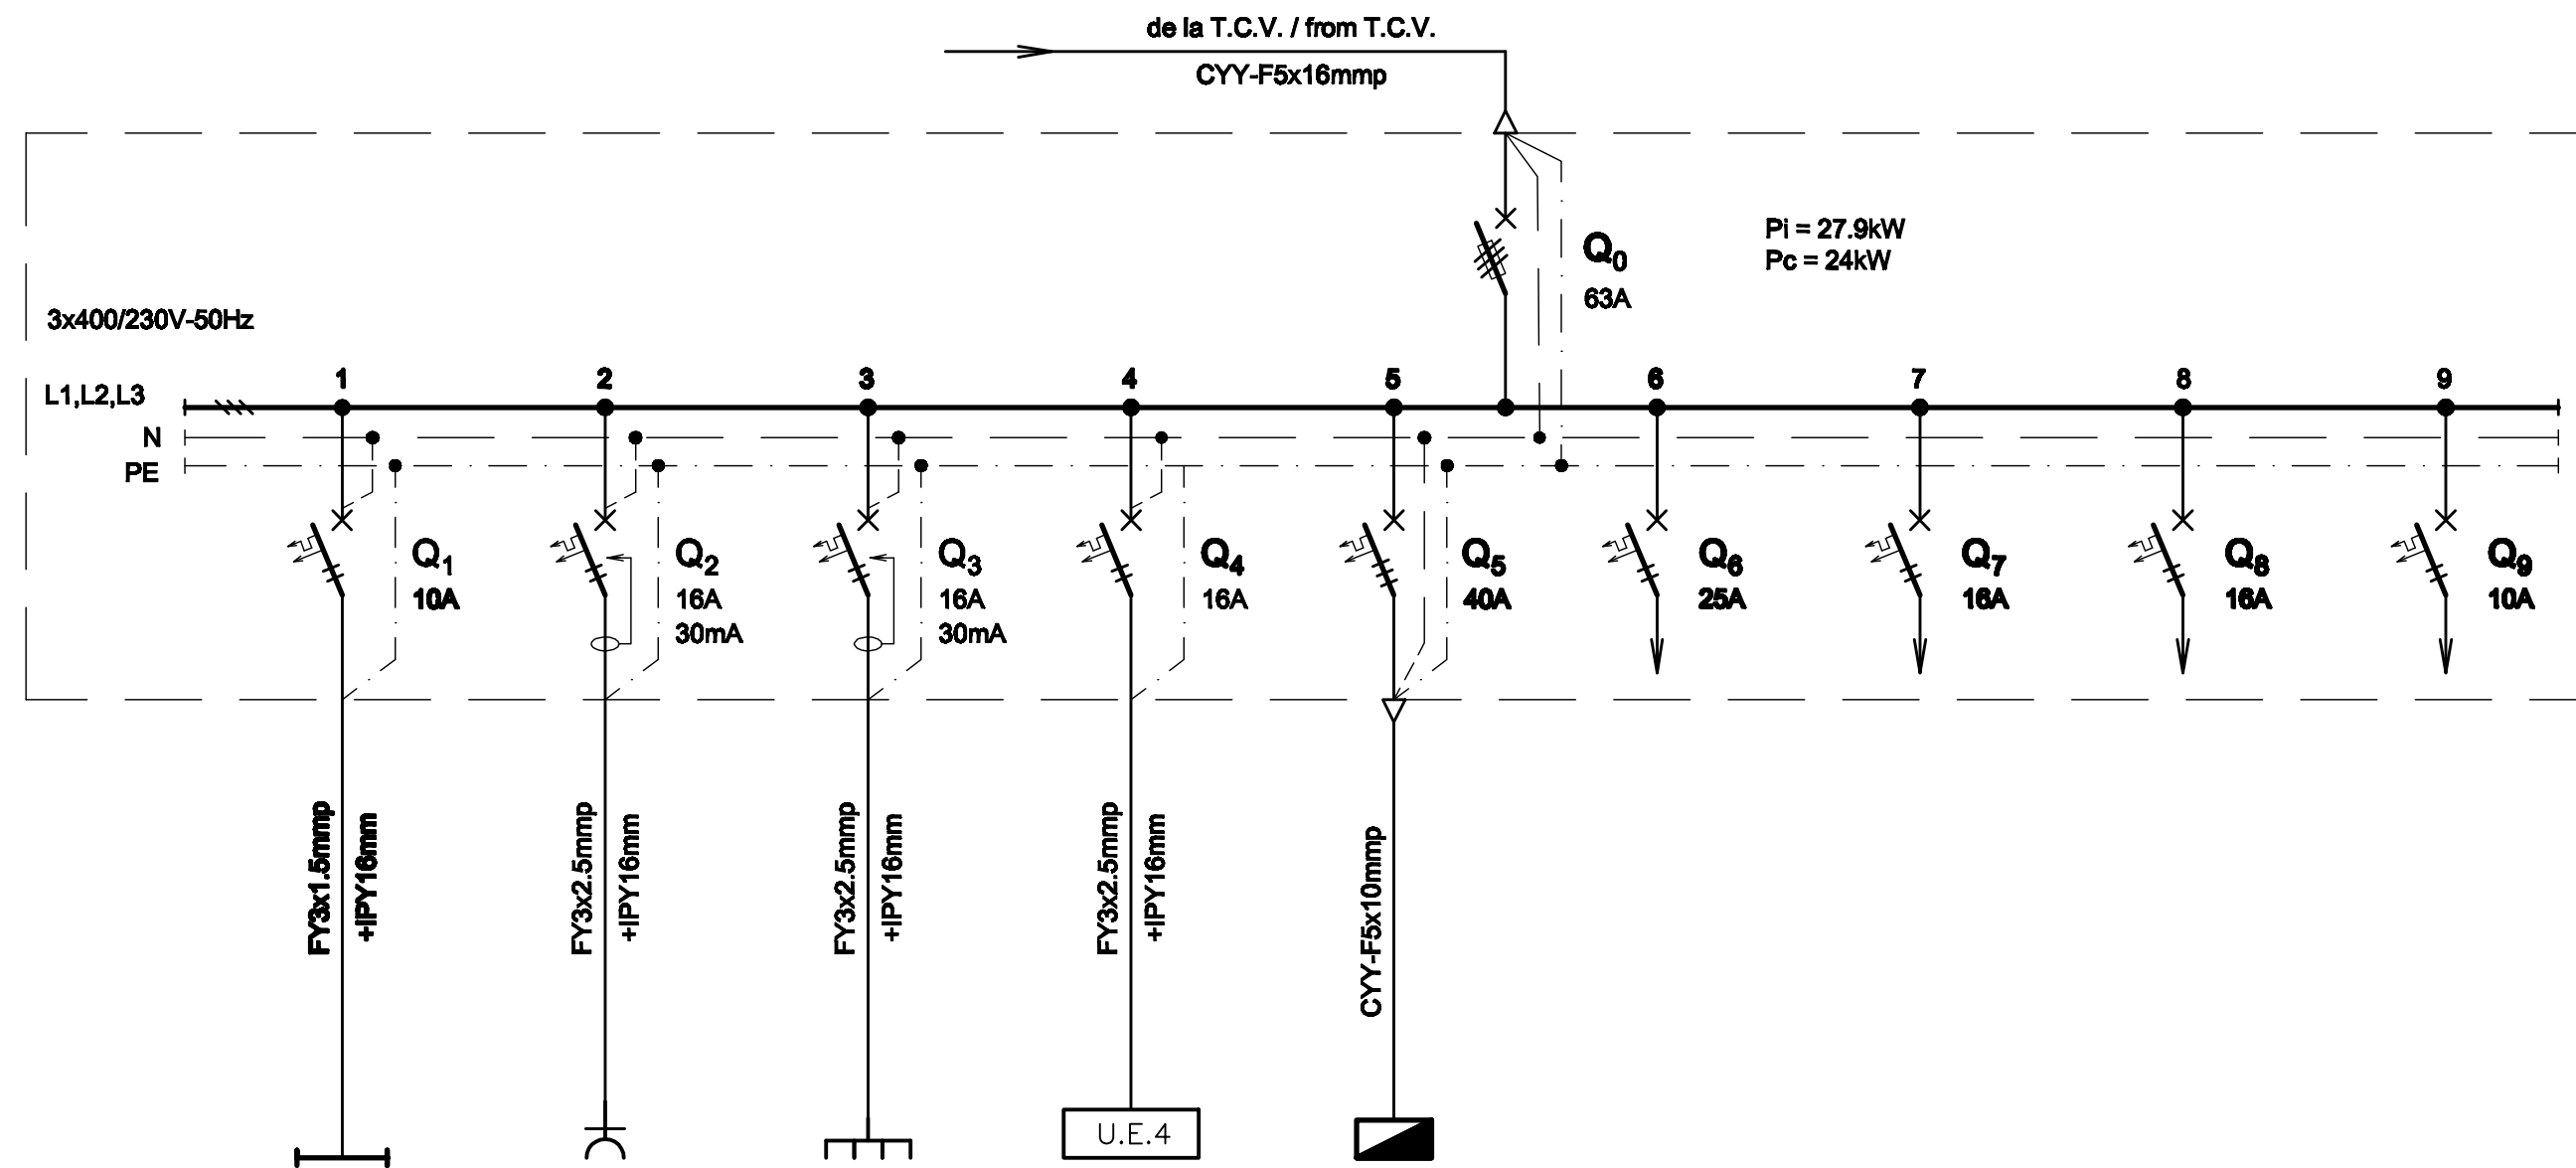 de la T.C.V. / from T.C.V.
CYY-F5x16mmp
Q0
63A
Pi = 27.9kW
Pc = 24kW
3x400/230V-50Hz
L1,L2,L3
N
PE
1
2
3
4
5
6
7
8
9
Q1
10A
Q2
16A
30mA
Q3
16A
30mA
Q4
16A
Q5
40A
Q6
25A
Q7
16A
Q8
16A
Q9
10A
FY3x1.5mmp
+IPY16mm
FY3x2.5mmp
+IPY16mm
FY3x2.5mmp
+IPY16mm
FY3x2.5mmp
+IPY16mm
CYY-F5x10mmp
U.E.4